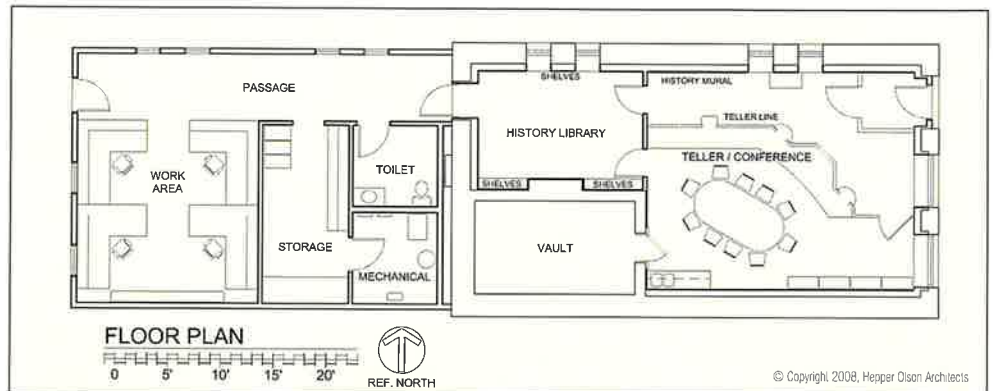 PASSAGE
SHELVES
HISTORY MURAL
HISTORY LIBRARY
TELLER LINE
TELLER / CONFERENCE
WORK
AREA
TOILET
SHELVES
SHELVES
STORAGE
VAULT
MECHANICAL
FLOOR PLAN
0 5' 10' 15' 20'
REF. NORTH
© Copyright 2008, Hepper Olson Architects